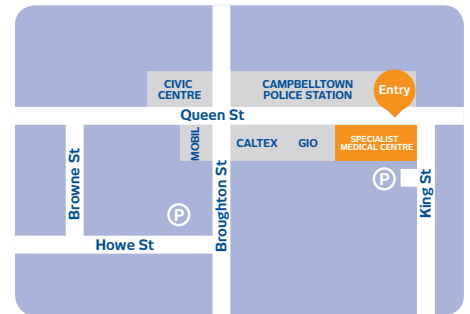 CIVIC
CENTRE
CAMPBELLTOWN
POLICE STATION
Entry
Queen St
MOBIL
CALTEX
GIO
SPECIALIST
MEDICAL CENTRE
Browne St
Broughton St
King St
P
P
Howe St